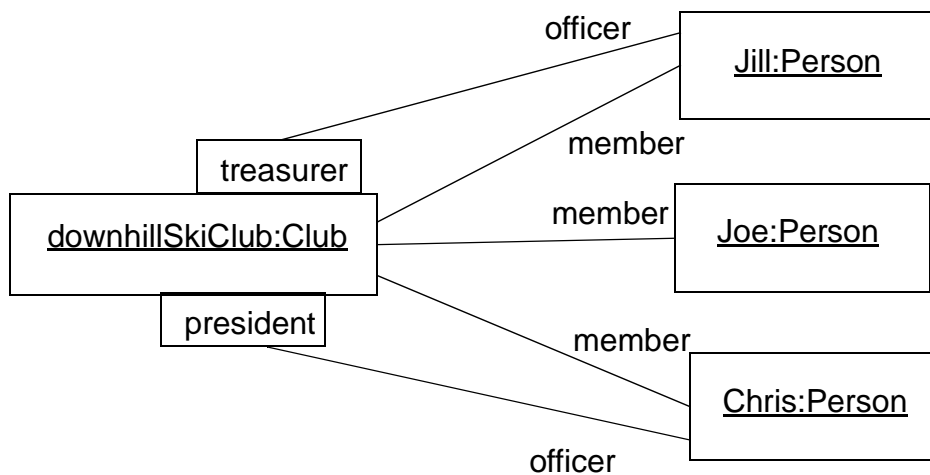 officer
Jill:Person
member
treasurer
member
downhillSkiClub:Club
Joe:Person
president
member
Chris:Person
officer